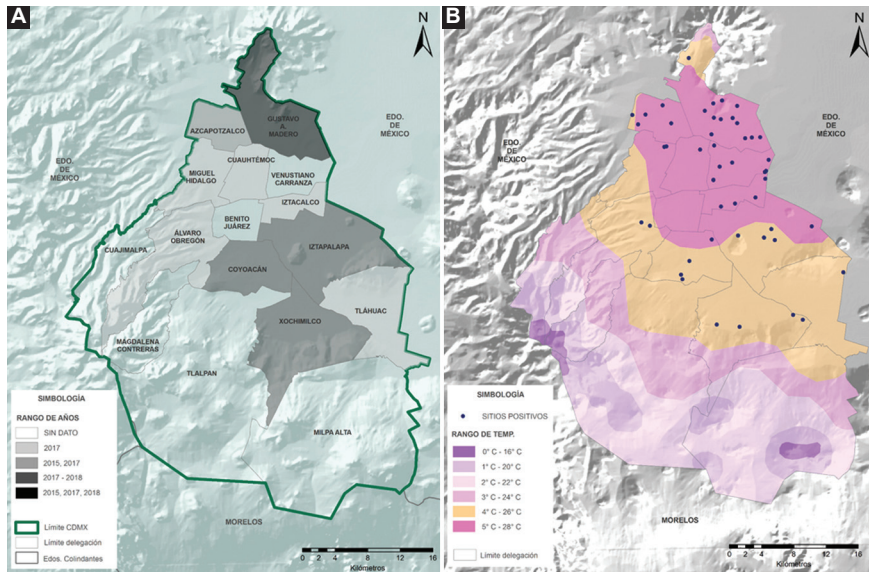 A
N
GUSTAVO
A.
MADERO
AZCAPOTZALCO
EDO.
DE
MÉXICO
EDO.
DE
MÉXICO
CUAUHTÉMOC
MIGUEL
HIDALGO
VENUSTIANO
CARRANZA
IZTACALCO
BENITO
JUÁREZ
ÁLVARO
OBREGÓN
CUAJIMALPA
IZTAPALAPA
COYOACÁN
TLÁHUAC
XOCHIMILCO
MAGDALENA
CONTRERAS
TLALPAN
MILPA ALTA
MORELOS
SIMBOLOGÍA
RANGO DE AÑOS
SIN DATO
2017
2015, 2017
2017 - 2018
2015, 2017, 2018
Límite CDMX
Límite delegación
Edos. Colindantes
0 2 4 8 12 16
Kilómetros
B
N
EDO.
DE
MÉXICO
EDO.
DE
MÉXICO
MORELOS
SIMBOLOGÍA
SITIOS POSITIVOS
RANGO DE TEMP.
0° C - 16° C
1° C - 20° C
2° C - 22° C
3° C - 24° C
4° C - 26° C
5° C - 28° C
Límite delegación
0 2 4 8 12 16
Kilómetros